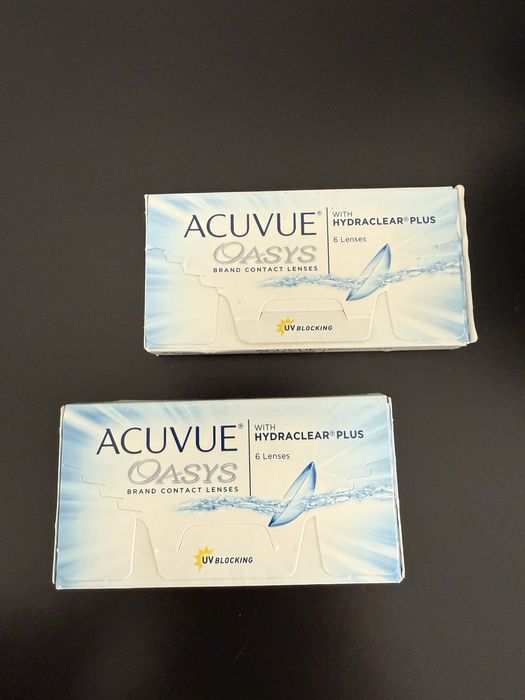 ACUVUE®
OASYS
BRAND CONTACT LENSES
WITH
HYDRACLEAR® PLUS
6 Lenses
UV BLOCKING
ACUVUE®
OASYS
BRAND CONTACT LENSES
WITH
HYDRACLEAR® PLUS
6 Lenses
UV BLOCKING